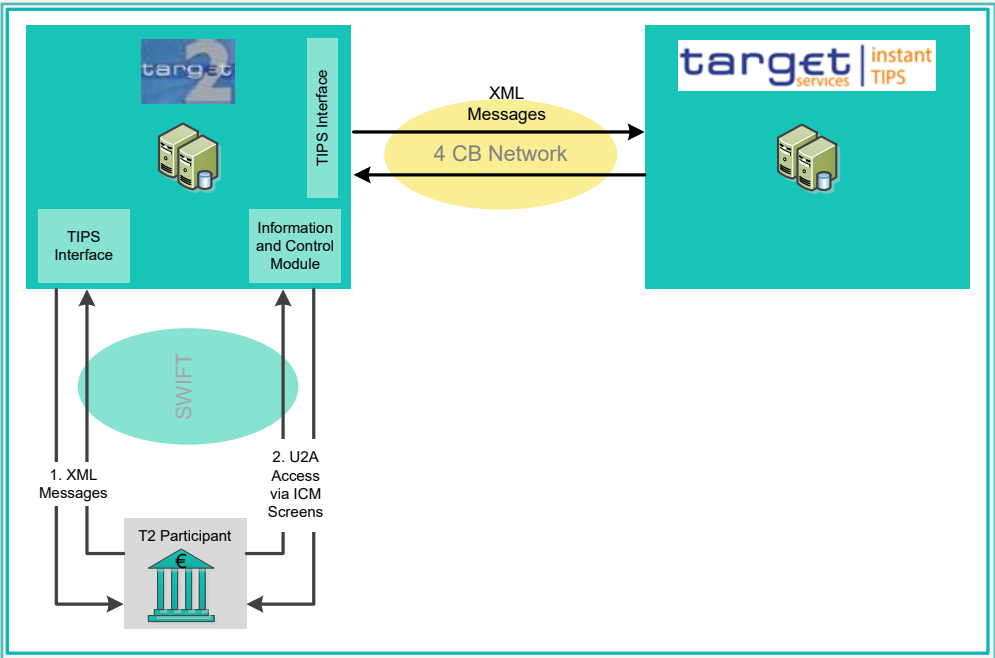 target
2
TIPS Interface
target
services
instant
TIPS
XML
Messages
4 CB Network
TIPS
Interface
Information
and Control
Module
SWIFT
1. XML
Messages
2. U2A
Access
via ICM
Screens
T2 Participant
€